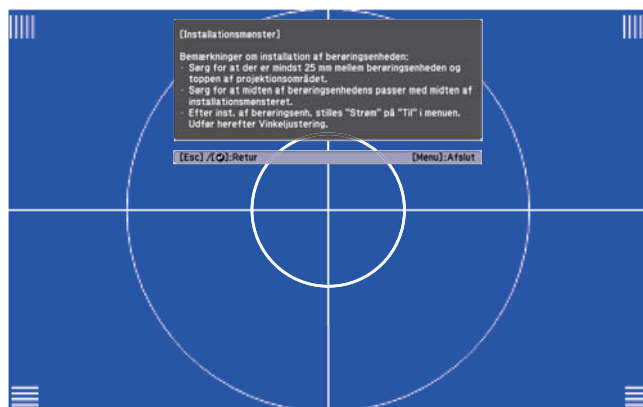 [Installationsmønster]
Bemærkninger om installation af berøringsenheden:
· Sørg for at der er mindst 25 mm mellem berøringsenheden og
toppen af projektionsområdet.
· Sørg for at midten af berøringsenhedens passer med midten af
installationsmønsteret.
· Efter inst. af berøringsenh. stilles "Strøm" på "Til" i menuen.
Udfør herefter Vinkeljustering.
[Esc] /[⮌]:Retur [Menu]:Afslut